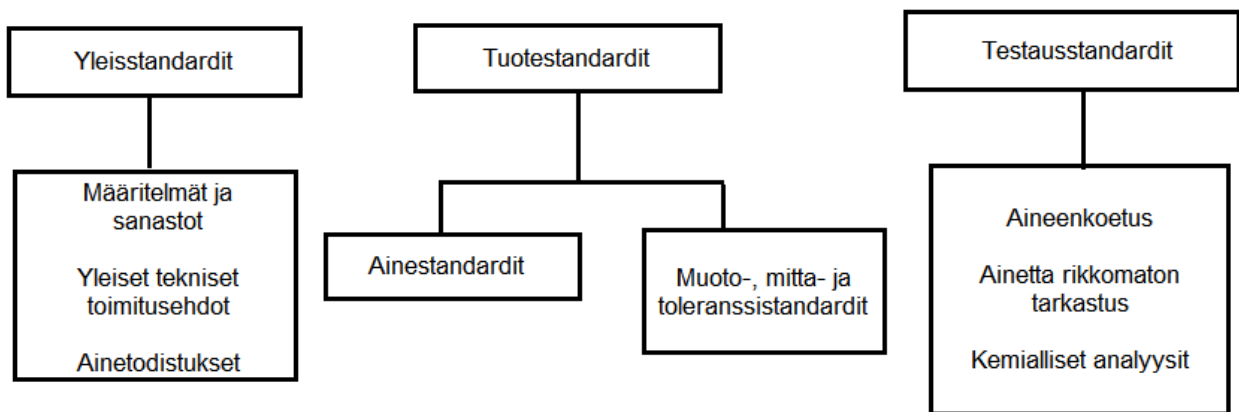 Yleisstandardit
Määritelmät ja
sanastot
Yleiset tekniset
toimitusehdot
Ainetodistukset
Tuotestandardit
Ainestandardit
Muoto-, mitta- ja
toleranssistandardit
Testausstandardit
Aineenkoetus
Ainetta rikkomaton
tarkastus
Kemialliset analyysit